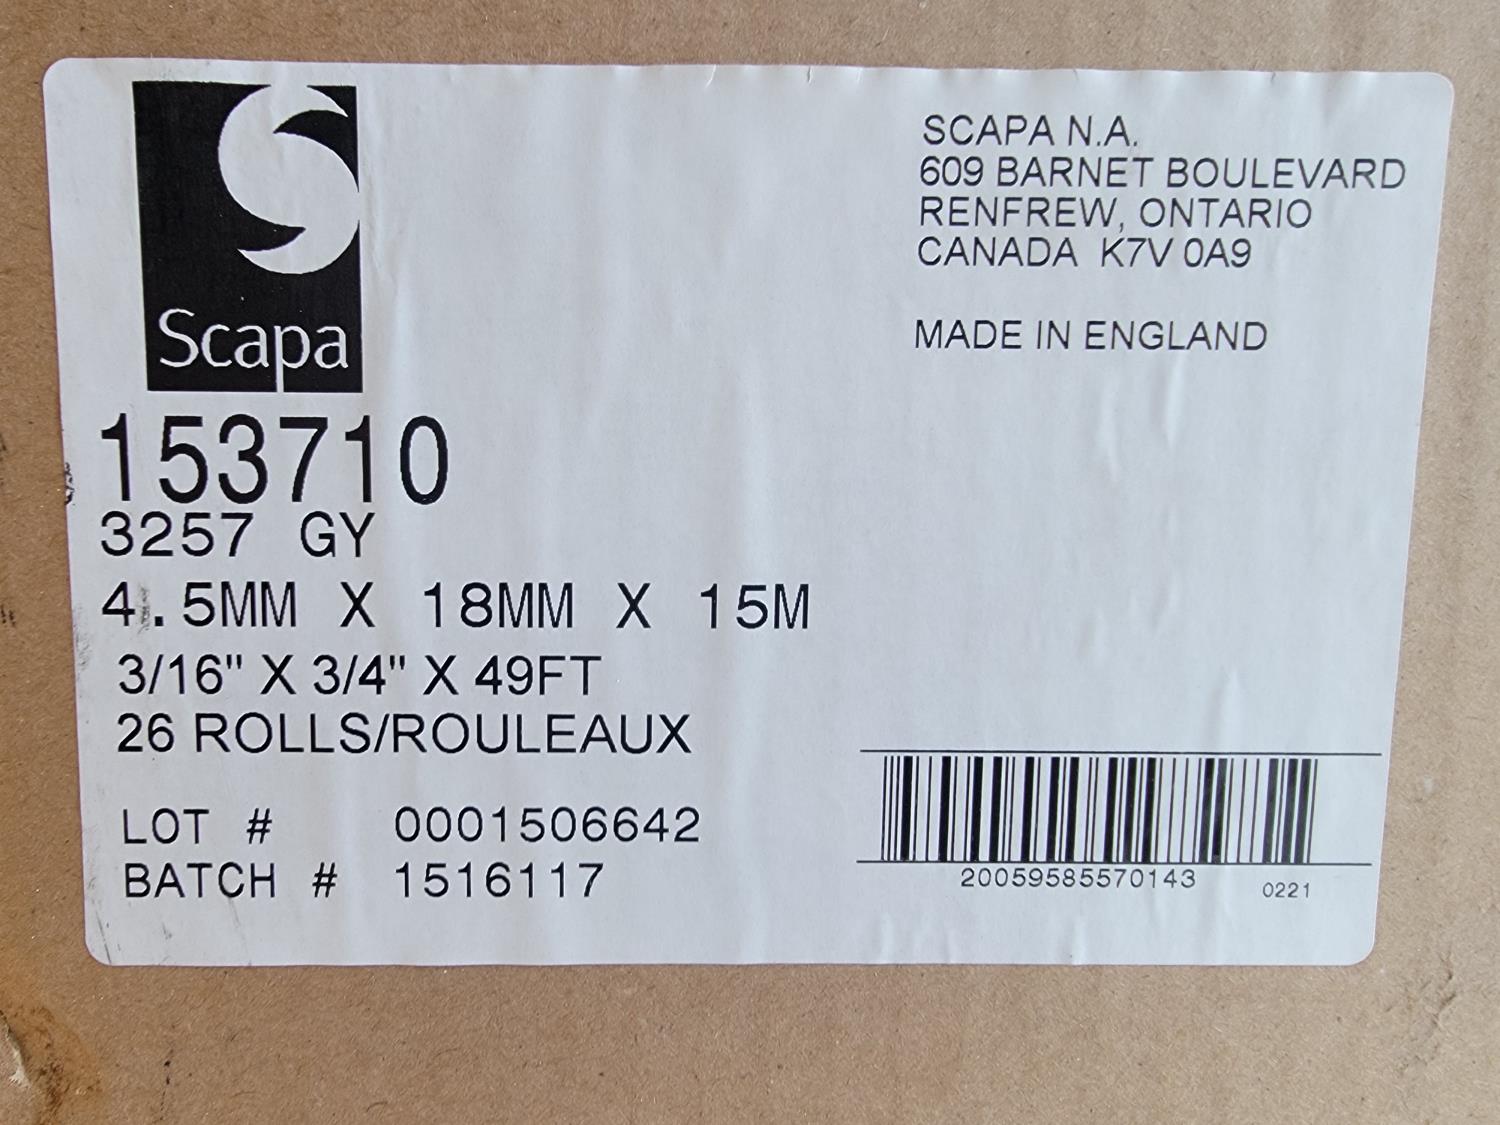 Scapa
SCAPA N.A.
609 BARNET BOULEVARD
RENFREW, ONTARIO
CANADA K7V 0A9
MADE IN ENGLAND
153710
3257 GY
4.5MM X 18MM X 15M
3/16" X 3/4" X 49FT
26 ROLLS/ROULEAUX
LOT # 0001506642
BATCH # 1516117
20059585570143 0221